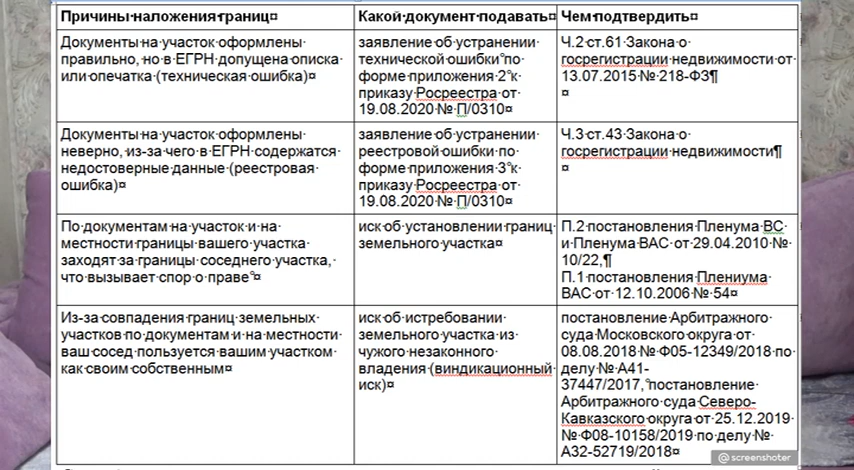 Причины наложения границ
Какой документ подавать
Чем подтвердить
Документы на участок оформлены
правильно, но в ЕГРН допущена описка
или опечатка (техническая ошибка)
заявление об устранении
технической ошибки по
форме приложения 2 к
приказу Росреестра от
19.08.2020 № П/0310
Ч.2 ст.61 Закона о
госрегистрации недвижимости от
13.07.2015 № 218-ФЗ
Документы на участок оформлены
неверно, из-за чего в ЕГРН содержатся
недостоверные данные (реестровая
ошибка)
заявление об устранении
реестровой ошибки по
форме приложения 3 к
приказу Росреестра от
19.08.2020 № П/0310
Ч.3 ст.43 Закона о
госрегистрации недвижимости
По документам на участок и на
местности границы вашего участка
заходят за границы соседнего участка,
что вызывает спор о праве
иск об установлении границ
земельного участка
П.2 постановления Пленума ВС
и Пленума ВАС от 29.04.2010 №
10/22,
П.1 постановления Плениума
ВАС от 12.10.2006 № 54
Из-за совпадения границ земельных
участков по документам и на местности
ваш сосед пользуется вашим участком
как своим собственным
иск об истребовании
земельного участка из
чужого незаконного
владения (виндикационный
иск)
постановление Арбитражного
суда Московского округа от
08.08.2018 № Ф05-12349/2018 по
делу № А41-
37447/2017, постановление
Арбитражного суда Северо-
Кавказского округа от 25.12.2019
№ Ф08-10158/2019 по делу №
А32-52719/2018
@ screenshoter